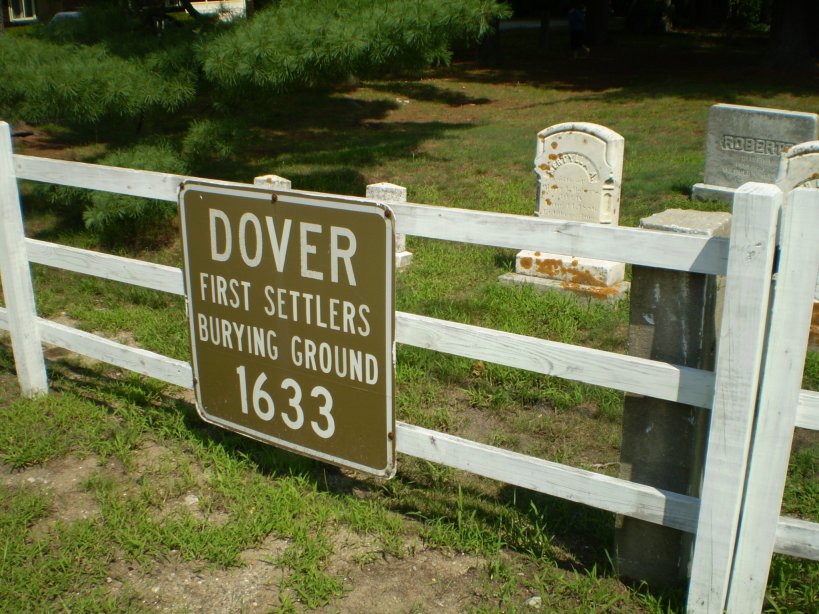 DOVER
FIRST SETTLERS
BURYING GROUND
1633
ROBERTS